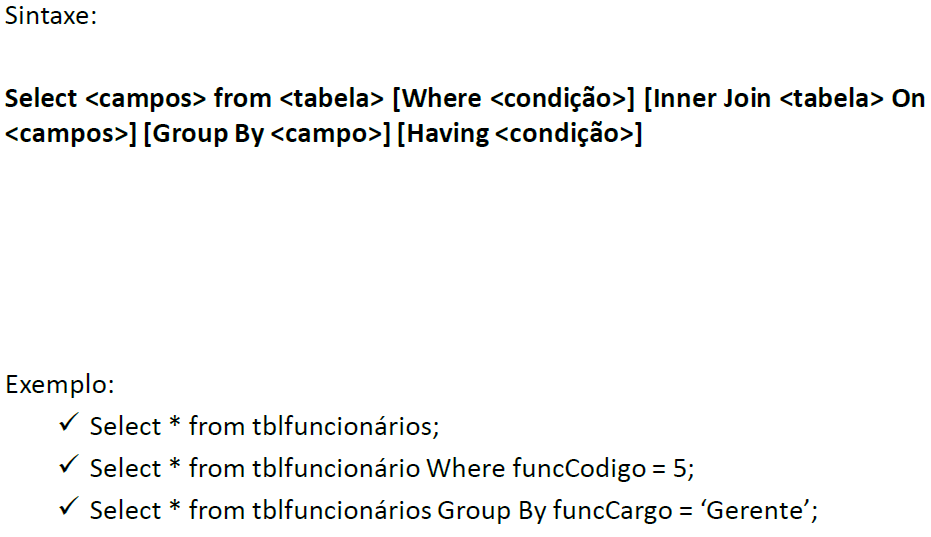 Sintaxe:
Select <campos> from <tabela> [Where <condição>] [Inner Join <tabela> On
<campos>] [Group By <campo>] [Having <condição>]
Exemplo:
✓ Select * from tblfuncionários;
✓ Select * from tblfuncionário Where funcCodigo = 5;
✓ Select * from tblfuncionários Group By funcCargo = ‘Gerente’;